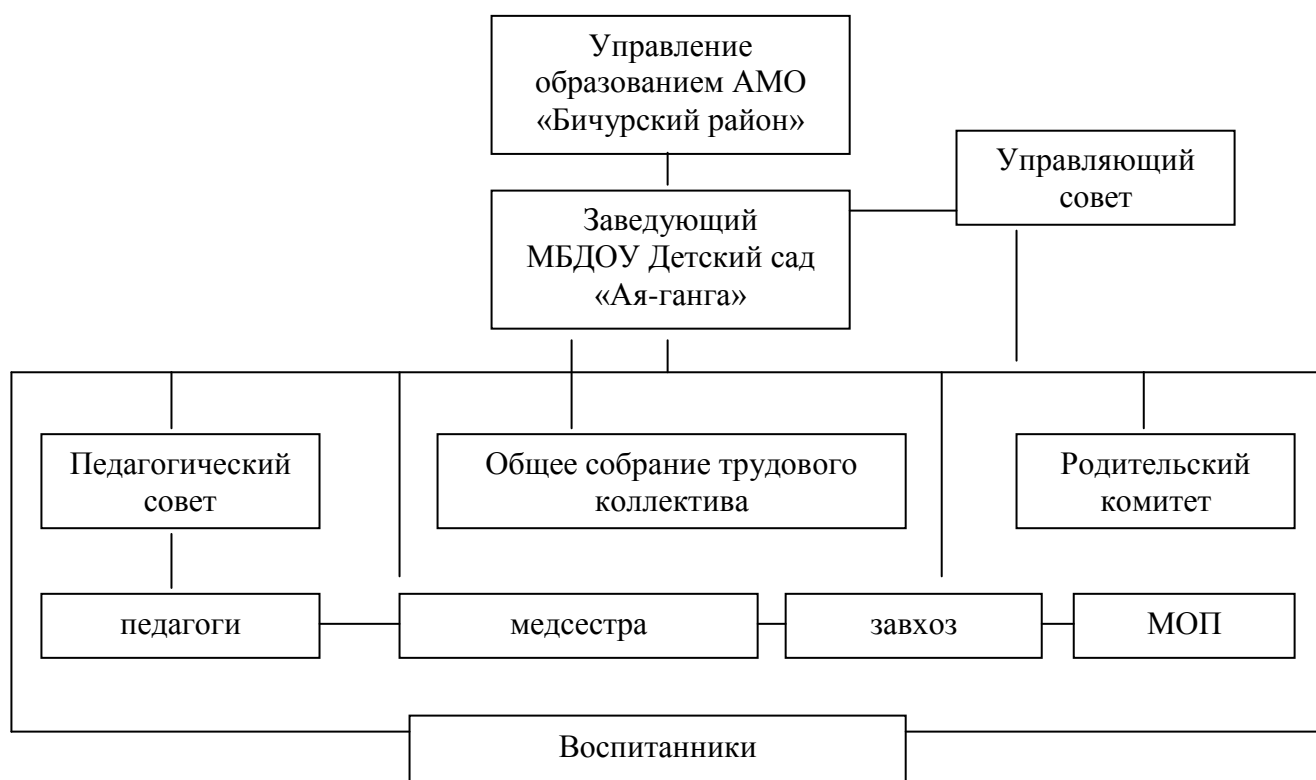 Управление
образованием АМО
«Бичурский район»
Управляющий
совет
Заведующий
МБДОУ Детский сад
«Ая-ганга»
Педагогический
совет
Общее собрание трудового
коллектива
Родительский
комитет
педагоги
медсестра
завхоз
МОП
Воспитанники